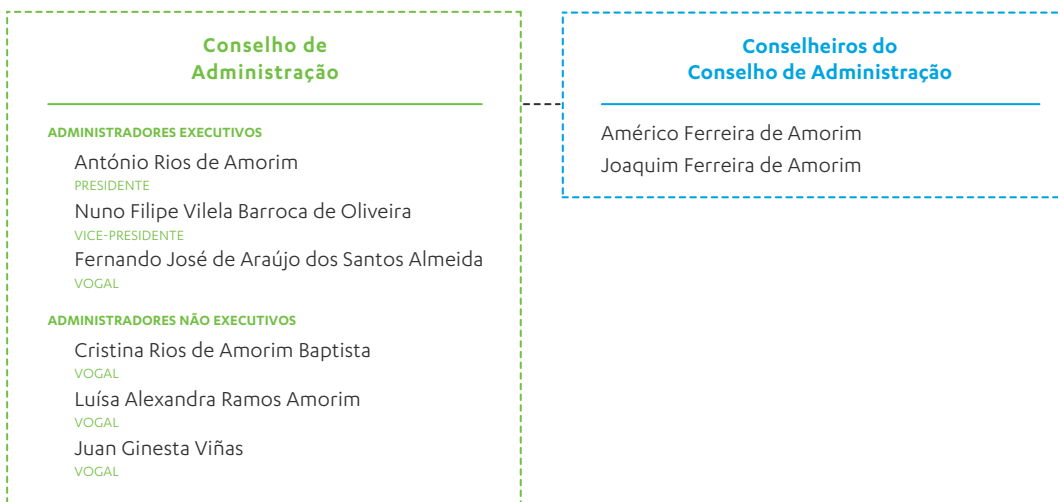 Conselho de
Administração
ADMINISTRADORES EXECUTIVOS
António Rios de Amorim
PRESIDENTE
Nuno Filipe Vilela Barroca de Oliveira
VICE-PRESIDENTE
Fernando José de Araújo dos Santos Almeida
VOGAL
ADMINISTRADORES NÃO EXECUTIVOS
Cristina Rios de Amorim Baptista
VOGAL
Luísa Alexandra Ramos Amorim
VOGAL
Juan Ginesta Viñas
VOGAL
Conselheiros do
Conselho de Administração
Américo Ferreira de Amorim
Joaquim Ferreira de Amorim